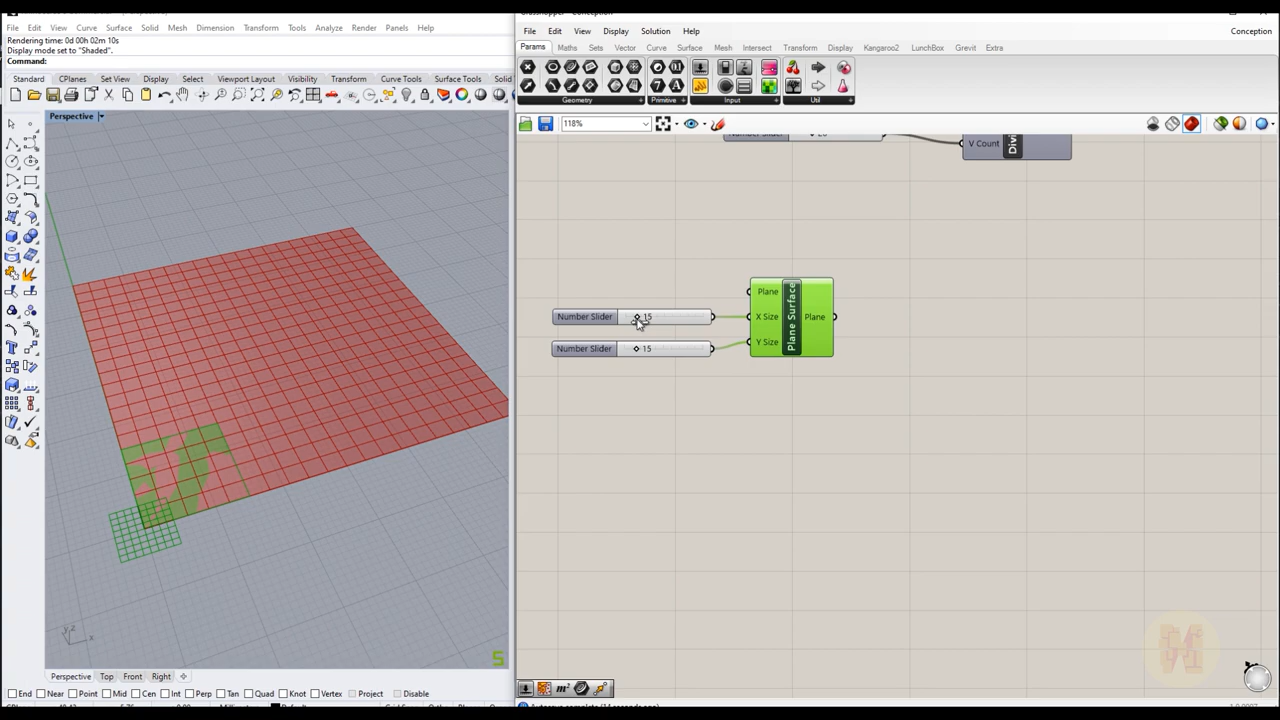 File Edit View Curve Surface Solid Mesh Dimension Transform Tools Analyze Render Panels Help
Rendering time: 0d 00h 02m 10s
Display mode set to "Shaded".
Command:
Standard CPlanes Set View Display Select Viewport Layout Visibility Transform Curve Tools Surface Tools Solid
Perspective
Perspective Top Front Right
End Near Point Mid Cen Int Perp Tan Quad Knot Vertex Project Disable
File Edit View Display Solution Help
Conception
Params Maths Sets Vector Curve Surface Mesh Intersect Transform Display Kangaroo2 LunchBox Grevit Extra
Geometry Primitive Input Util
118%
V Count
Plane
Number Slider 15
X Size
Plane Surface
Plane
Number Slider 15
Y Size